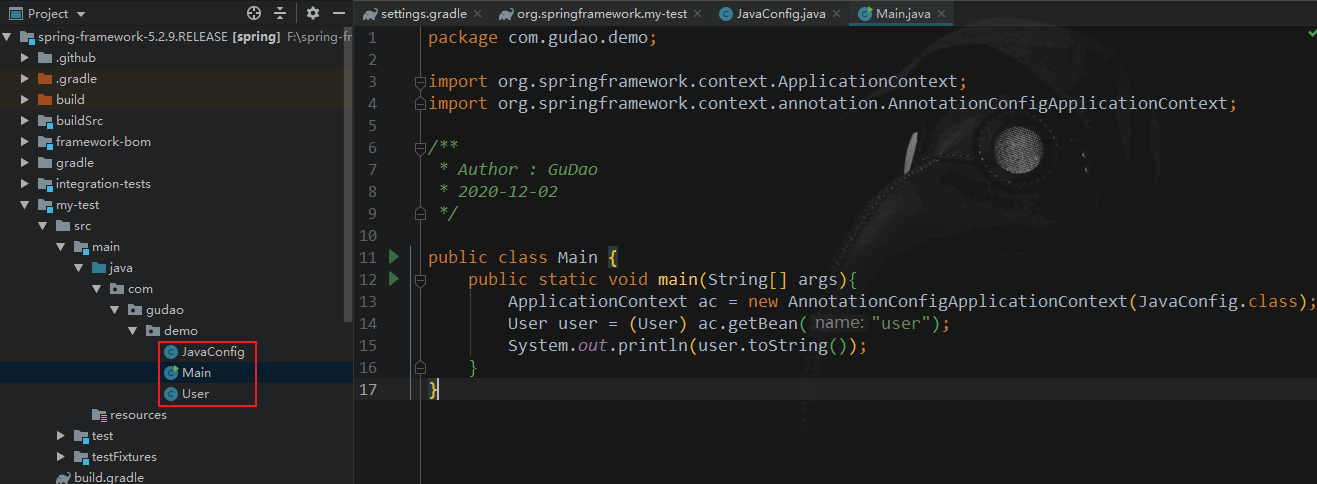 Project
settings.gradle
org.springframework.my-test
JavaConfig.java
Main.java
spring-framework-5.2.9.RELEASE [spring] F:\spring-fr
.github
.gradle
build
buildSrc
framework-bom
gradle
integration-tests
my-test
src
main
java
com
gudao
demo
JavaConfig
Main
User
resources
test
testFixtures
build.gradle
1 package com.gudao.demo;
2
3 import org.springframework.context.ApplicationContext;
4 import org.springframework.context.annotation.AnnotationConfigApplicationContext;
5
6 /**
7 * Author : GuDao
8 * 2020-12-02
9 */
10
11 public class Main {
12 public static void main(String[] args){
13 ApplicationContext ac = new AnnotationConfigApplicationContext(JavaConfig.class);
14 User user = (User) ac.getBean( name: "user");
15 System.out.println(user.toString());
16 }
17 }